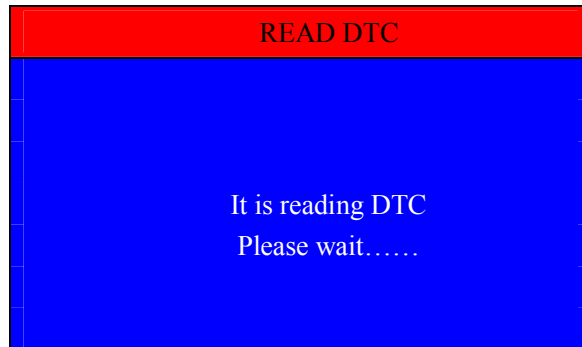 READ DTC
It is reading DTC
Please wait……